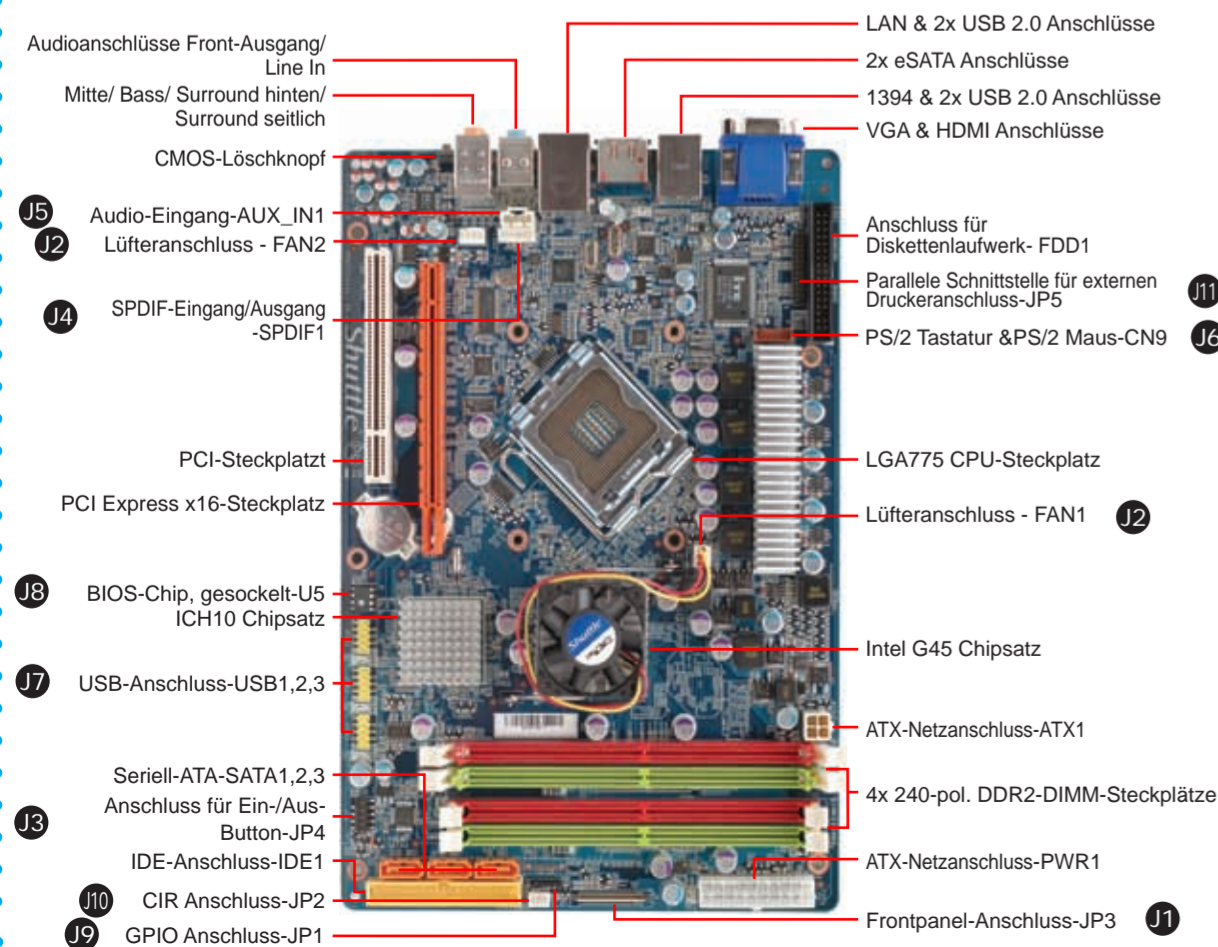 Audioanschlüsse Front-Ausgang/
Line In
Mitte/ Bass/ Surround hinten/
Surround seitlich
CMOS-Löschknopf
J5 Audio-Eingang-AUX_IN1
J2 Lüfteranschluss - FAN2
J4 SPDIF-Eingang/Ausgang
-SPDIF1
PCI-Steckplatzt
PCI Express x16-Steckplatz
J8 BIOS-Chip, gesockelt-U5
ICH10 Chipsatz
J7 USB-Anschluss-USB1,2,3
Seriell-ATA-SATA1,2,3
J3 Anschluss für Ein-/Aus-
Button-JP4
IDE-Anschluss-IDE1
J10 CIR Anschluss-JP2
J9 GPIO Anschluss-JP1
Shuttle
Shuttle
LAN & 2x USB 2.0 Anschlüsse
2x eSATA Anschlüsse
1394 & 2x USB 2.0 Anschlüsse
VGA & HDMI Anschlüsse
Anschluss für
Diskettenlaufwerk- FDD1
Parallele Schnittstelle für externen
Druckeranschluss-JP5 J11
PS/2 Tastatur &PS/2 Maus-CN9 J6
LGA775 CPU-Steckplatz
Lüfteranschluss - FAN1 J2
Intel G45 Chipsatz
ATX-Netzanschluss-ATX1
4x 240-pol. DDR2-DIMM-Steckplätze
ATX-Netzanschluss-PWR1
Frontpanel-Anschluss-JP3 J1